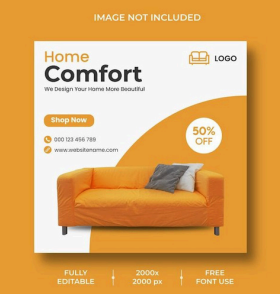 IMAGE NOT INCLUDED
Home
Comfort
We Design Your Home More Beautiful
LOGO
Shop Now
000 123 456 789
www.websitename.com
50%
OFF
FULLY
EDITABLE
2000x
2000 px
FREE
FONT USE